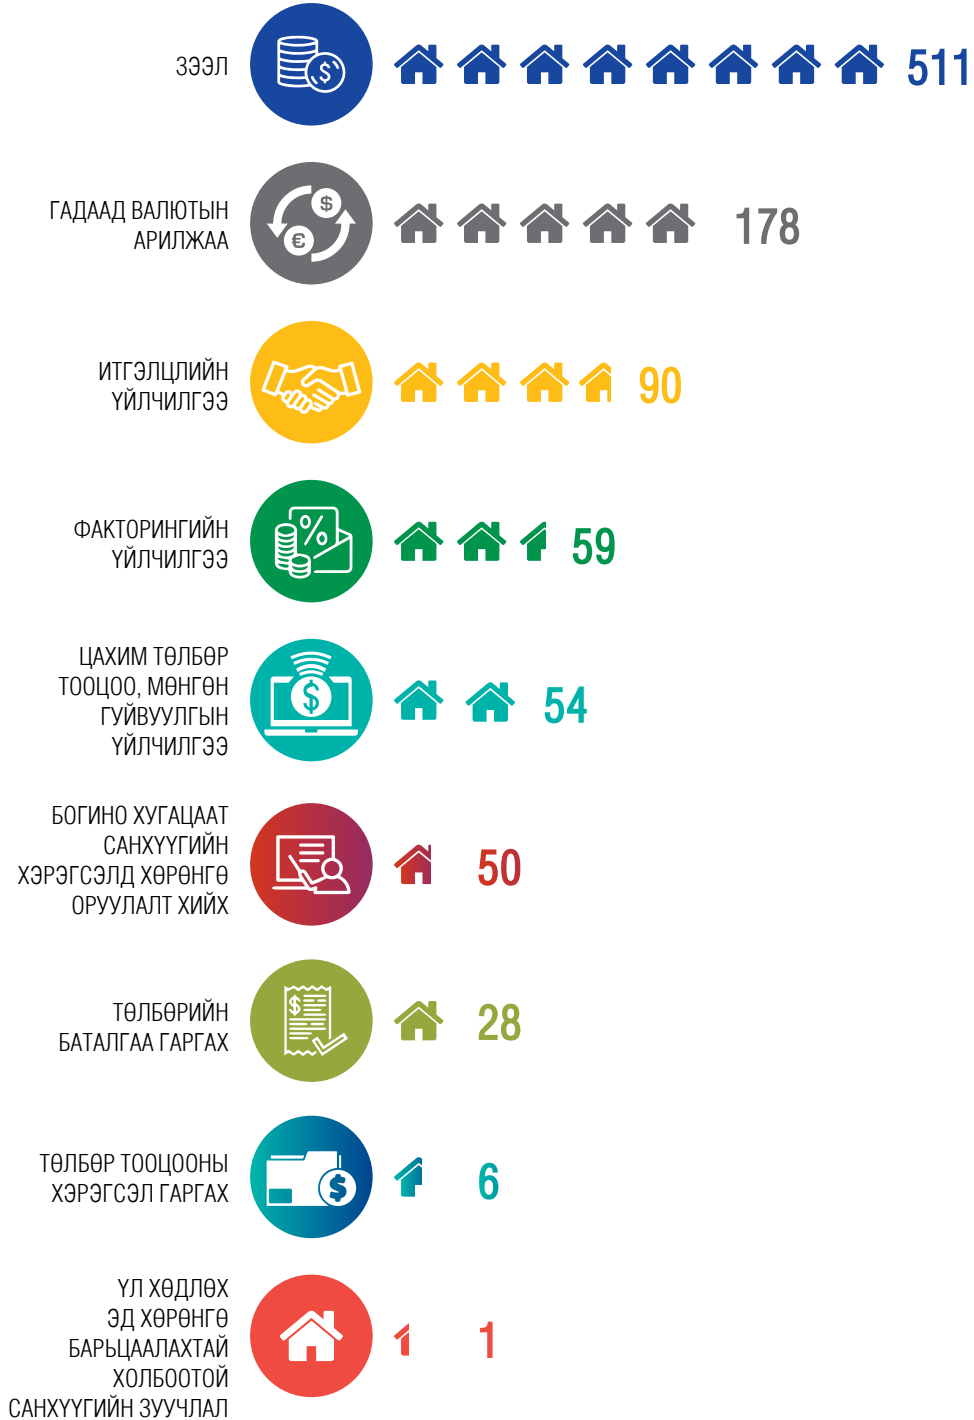 ЗЭЭЛ
511
ГАДААД ВАЛЮТЫН
АРИЛЖАА
$
€
178
ИТГЭЛЦЛИЙН
ҮЙЛЧИЛГЭЭ
90
ФАКТОРИНГИЙН
ҮЙЛЧИЛГЭЭ
%
59
ЦАХИМ ТӨЛБӨР
ТООЦОО, МӨНГӨН
ГУЙВУУЛГЫН
ҮЙЛЧИЛГЭЭ
$
54
БОГИНО ХУГАЦААТ
САНХҮҮГИЙН
ХЭРЭГСЭЛД ХӨРӨНГӨ
ОРУУЛАЛТ ХИЙХ
50
ТӨЛБӨРИЙН
БАТАЛГАА ГАРГАХ
$
28
ТӨЛБӨР ТООЦООНЫ
ХЭРЭГСЭЛ ГАРГАХ
$
6
ҮЛ ХӨДЛӨХ
ЭД ХӨРӨНГӨ
БАРЬЦААЛАХТАЙ
ХОЛБООТОЙ
САНХҮҮГИЙН ЗУУЧЛАЛ
1